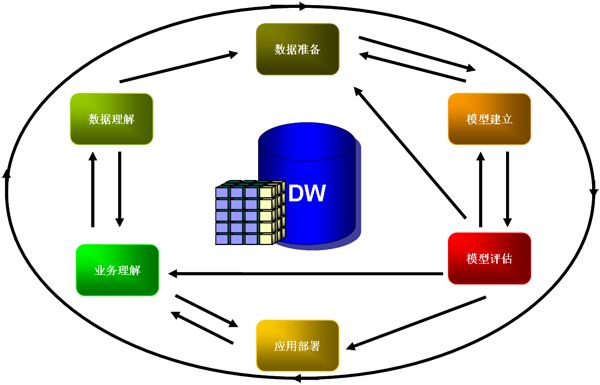 数据准备
数据理解
模型建立
DW
业务理解
模型评估
应用部署